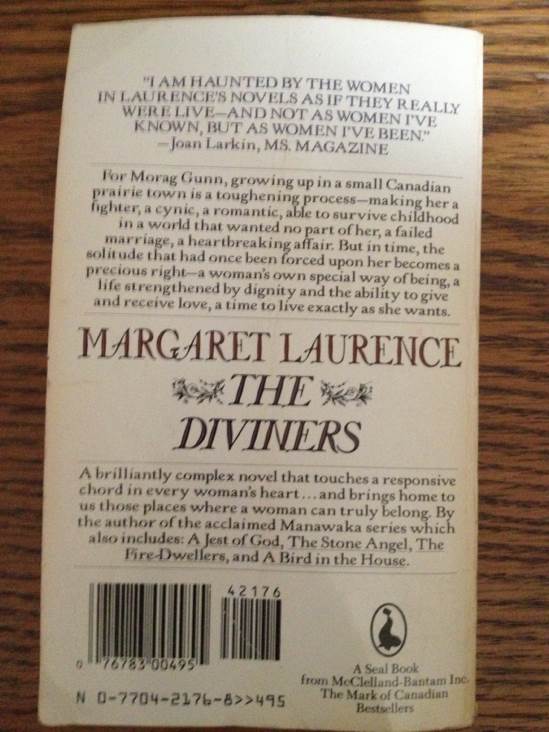 "I AM HAUNTED BY THE WOMEN
IN LAURENCE'S NOVELS AS IF THEY REALLY
WERE LIVE—AND NOT AS WOMEN I'VE
KNOWN, BUT AS WOMEN I'VE BEEN."
—Joan Larkin, MS. MAGAZINE
For Morag Gunn, growing up in a small Canadian
prairie town is a toughening process—making her a
fighter, a cynic, a romantic, able to survive childhood
in a world that wanted no part of her, a failed
marriage, a heartbreaking affair. But in time, the
solitude that had once been forced upon her becomes a
precious right—a woman's own special way of being, a
life strengthened by dignity and the ability to give
and receive love, a time to live exactly as she wants.
MARGARET LAURENCE
THE
DIVINERS
A brilliantly complex novel that touches a responsive
chord in every woman's heart...and brings home to
us those places where a woman can truly belong. By
the author of the acclaimed Manawaka series which
also includes: A Jest of God, The Stone Angel, The
Fire-Dwellers, and A Bird in the House.
42176
0 76783 00495
N 0-7704-2176-8>>495
A Seal Book
from McClelland-Bantam Inc.
The Mark of Canadian
Bestsellers